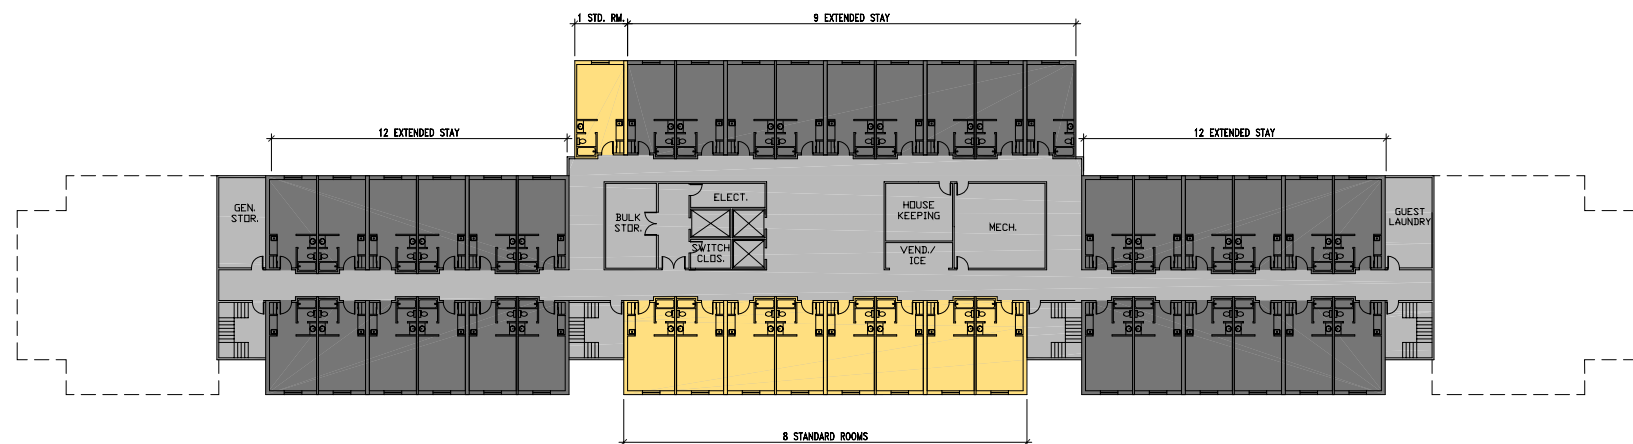 1 STD. RM.
9 EXTENDED STAY
12 EXTENDED STAY
12 EXTENDED STAY
GEN.
STOR.
BULK
STOR.
ELECT.
SWITCH
CLOS.
HOUSE
KEEPING
VEND./
ICE
MECH.
GUEST
LAUNDRY
8 STANDARD ROOMS